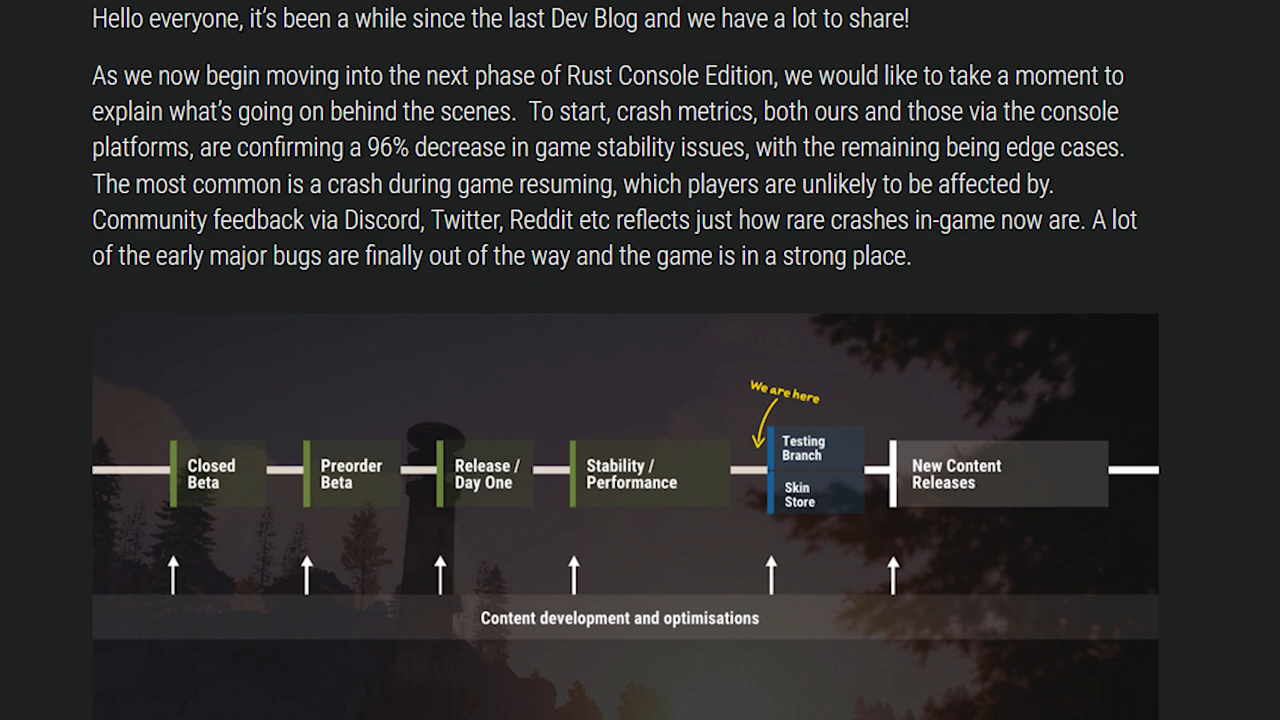 Hello everyone, it’s been a while since the last Dev Blog and we have a lot to share!
As we now begin moving into the next phase of Rust Console Edition, we would like to take a moment to
explain what’s going on behind the scenes.  To start, crash metrics, both ours and those via the console
platforms, are confirming a 96% decrease in game stability issues, with the remaining being edge cases.
The most common is a crash during game resuming, which players are unlikely to be affected by.
Community feedback via Discord, Twitter, Reddit etc reflects just how rare crashes in-game now are. A lot
of the early major bugs are finally out of the way and the game is in a strong place.
We are here
Closed
Beta
Preorder
Beta
Release /
Day One
Stability /
Performance
Testing
Branch
Skin
Store
New Content
Releases
Content development and optimisations